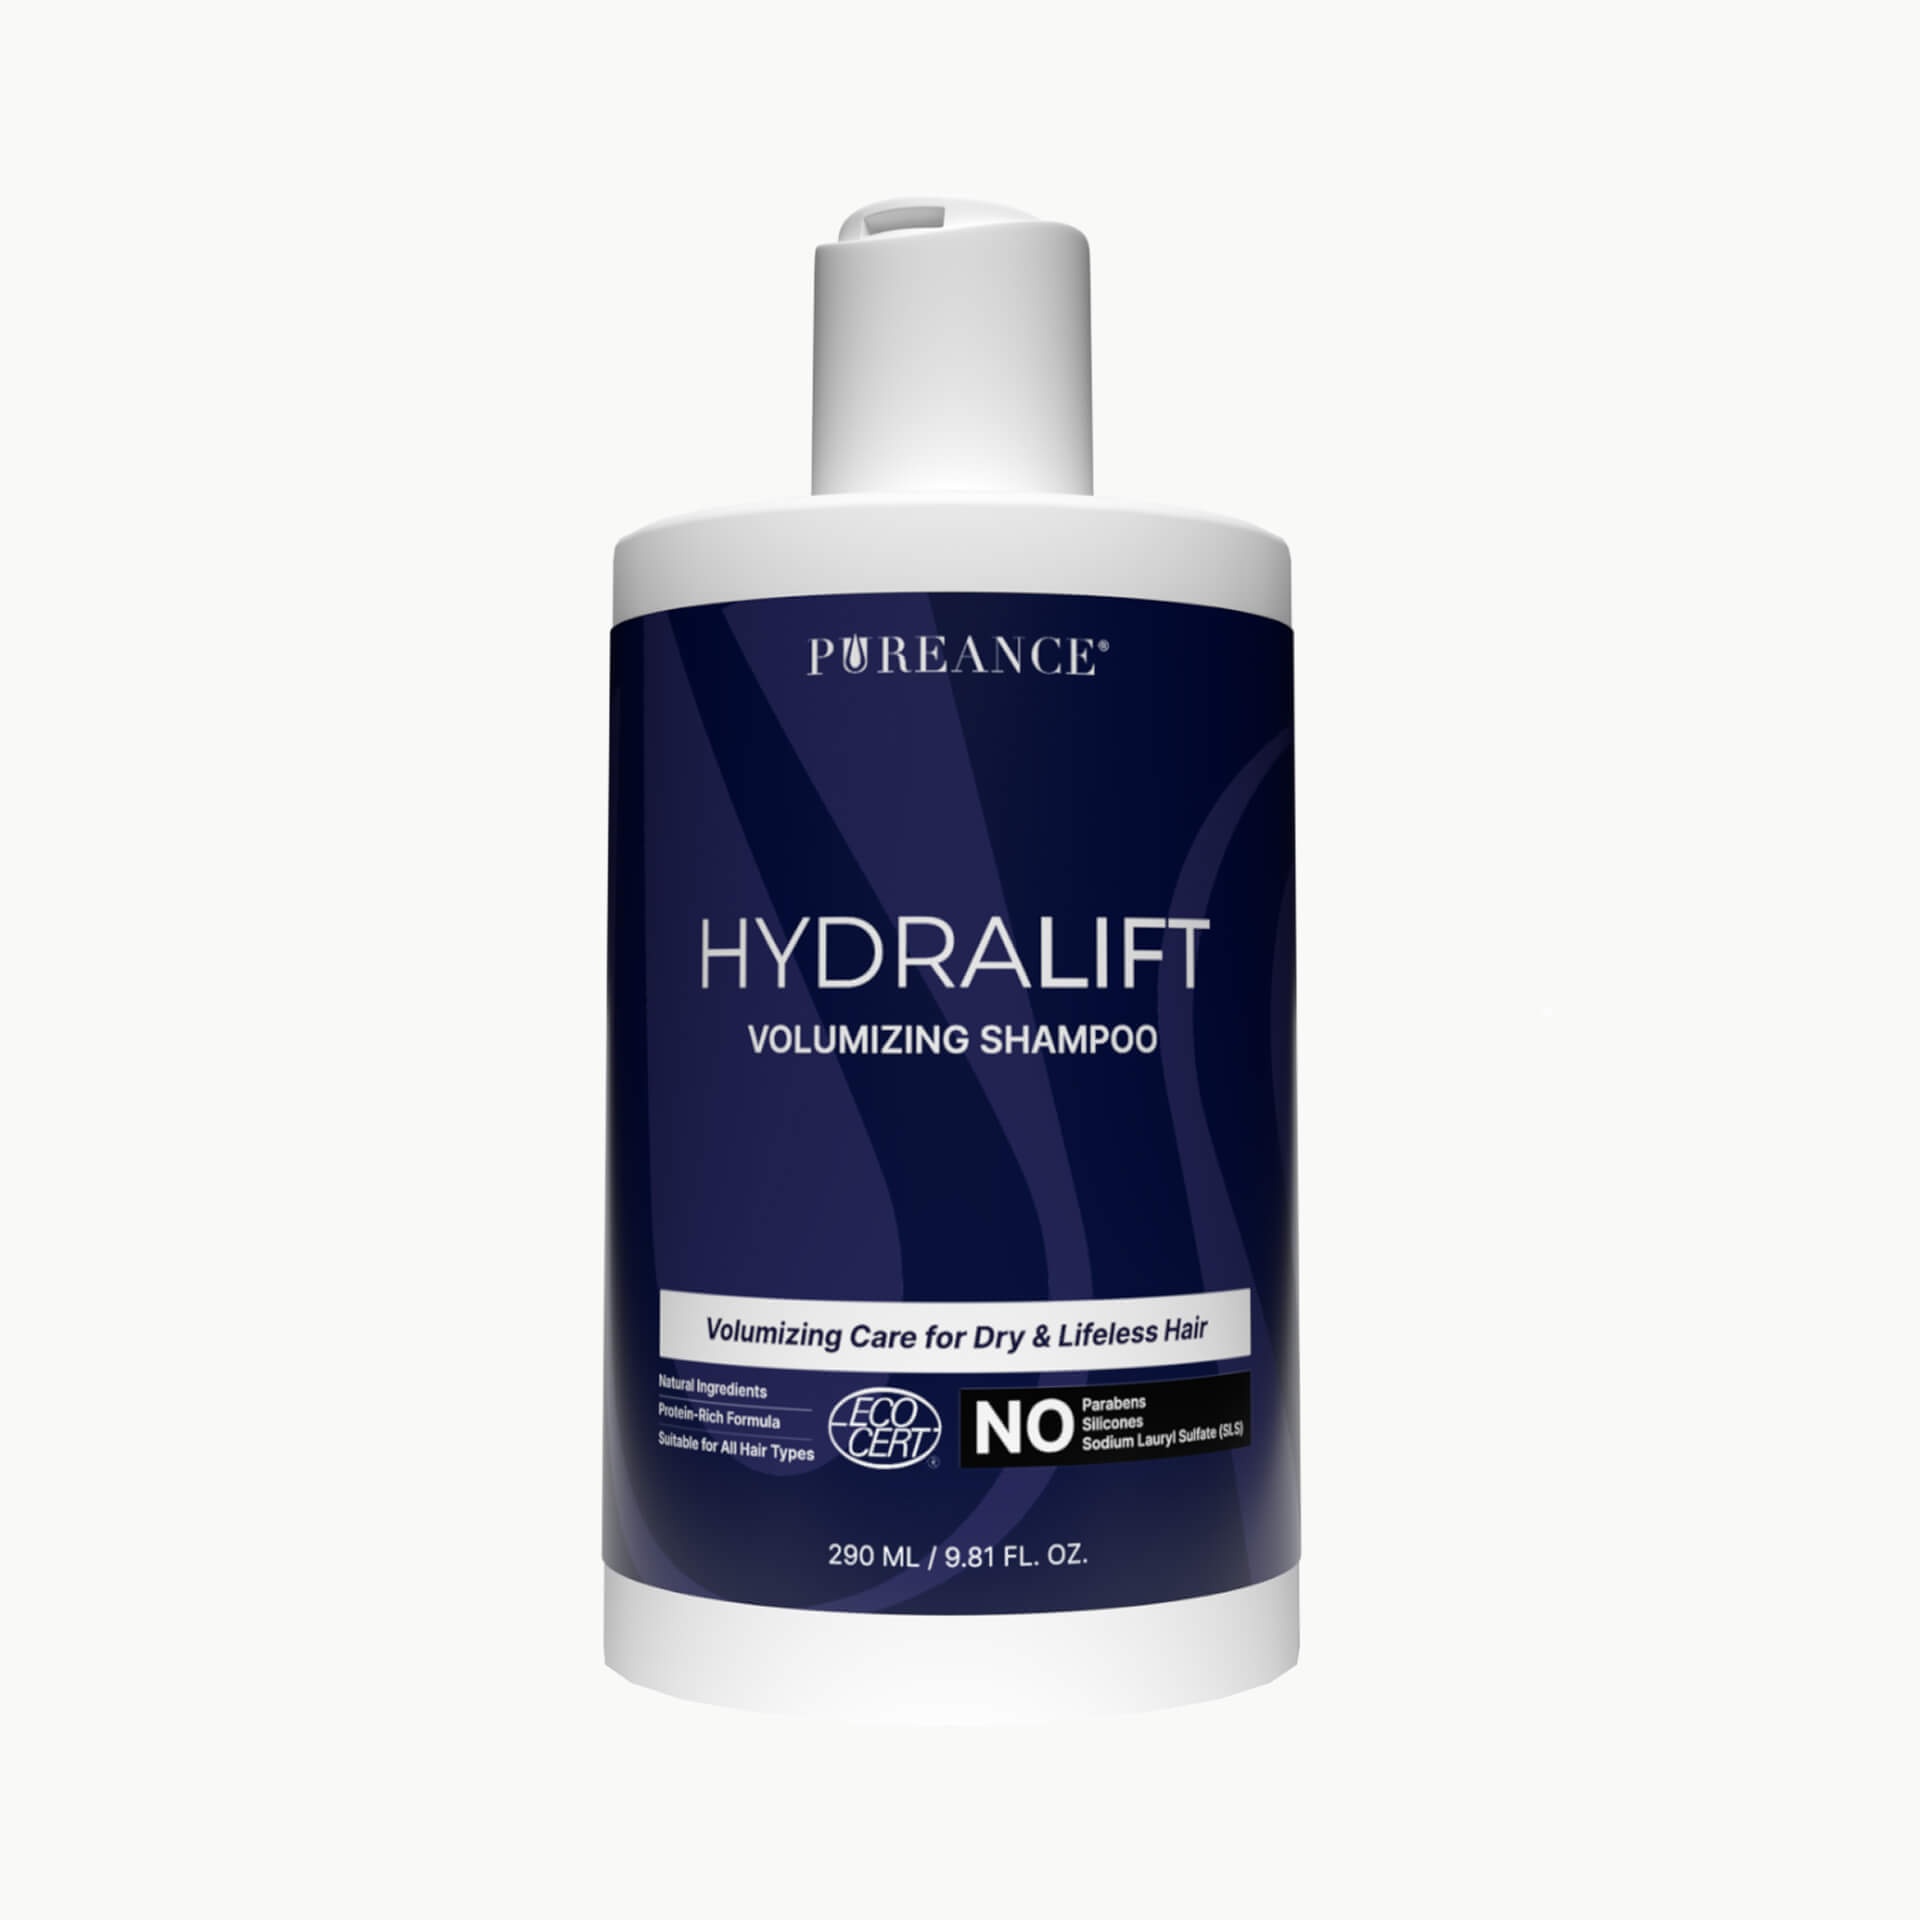 PUREANCE®
HYDRALIFT
VOLUMIZING SHAMPOO
Volumizing Care for Dry & Lifeless Hair
Natural Ingredients
Protein-Rich Formula
Suitable for All Hair Types
ECO
CERT
®
NO
Parabens
Silicones
Sodium Lauryl Sulfate (SLS)
290 ML / 9.81 FL. OZ.